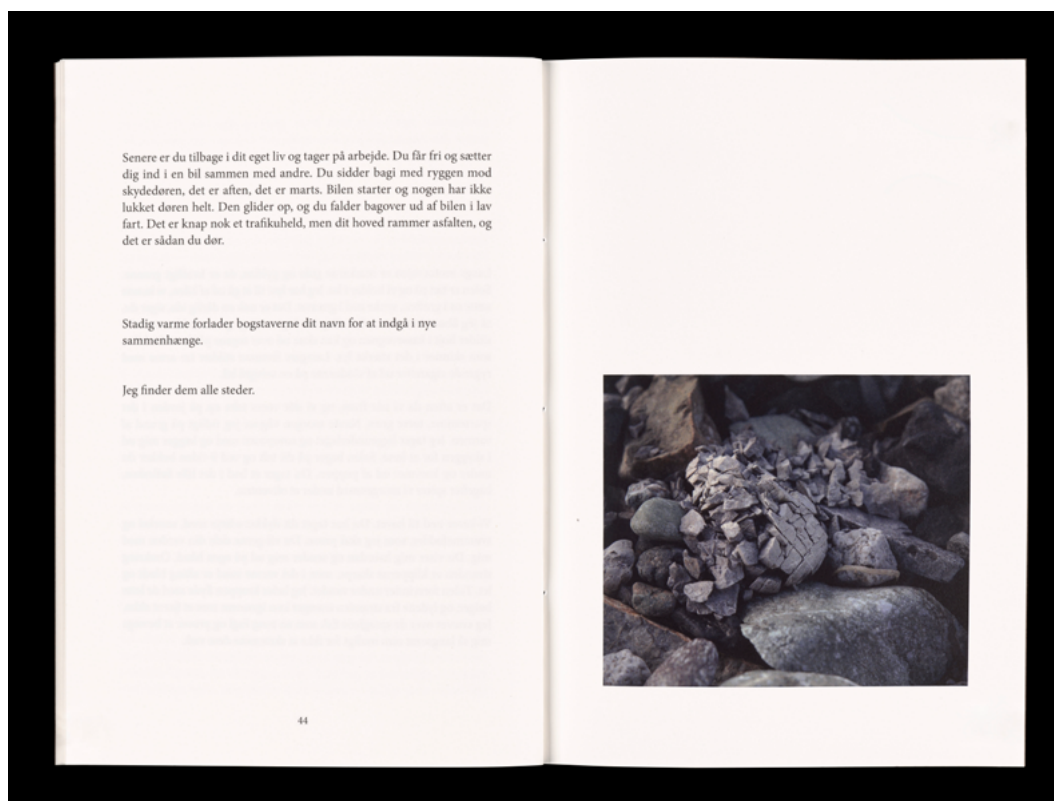 Senere er du tilbage i dit eget liv og tager på arbejde. Du får fri og sætter
dig ind i en bil sammen med andre. Du sidder bagi med ryggen mod
skydedøren, det er aften, det er marts. Bilen starter og nogen har ikke
lukket døren helt. Den glider op, og du falder bagover ud af bilen i lav
fart. Det er knap nok et trafikuheld, men dit hoved rammer asfalten, og
det er sådan du dør.
Stadig varme forlader bogstaverne dit navn for at indgå i nye
sammenhænge.
Jeg finder dem alle steder.
44